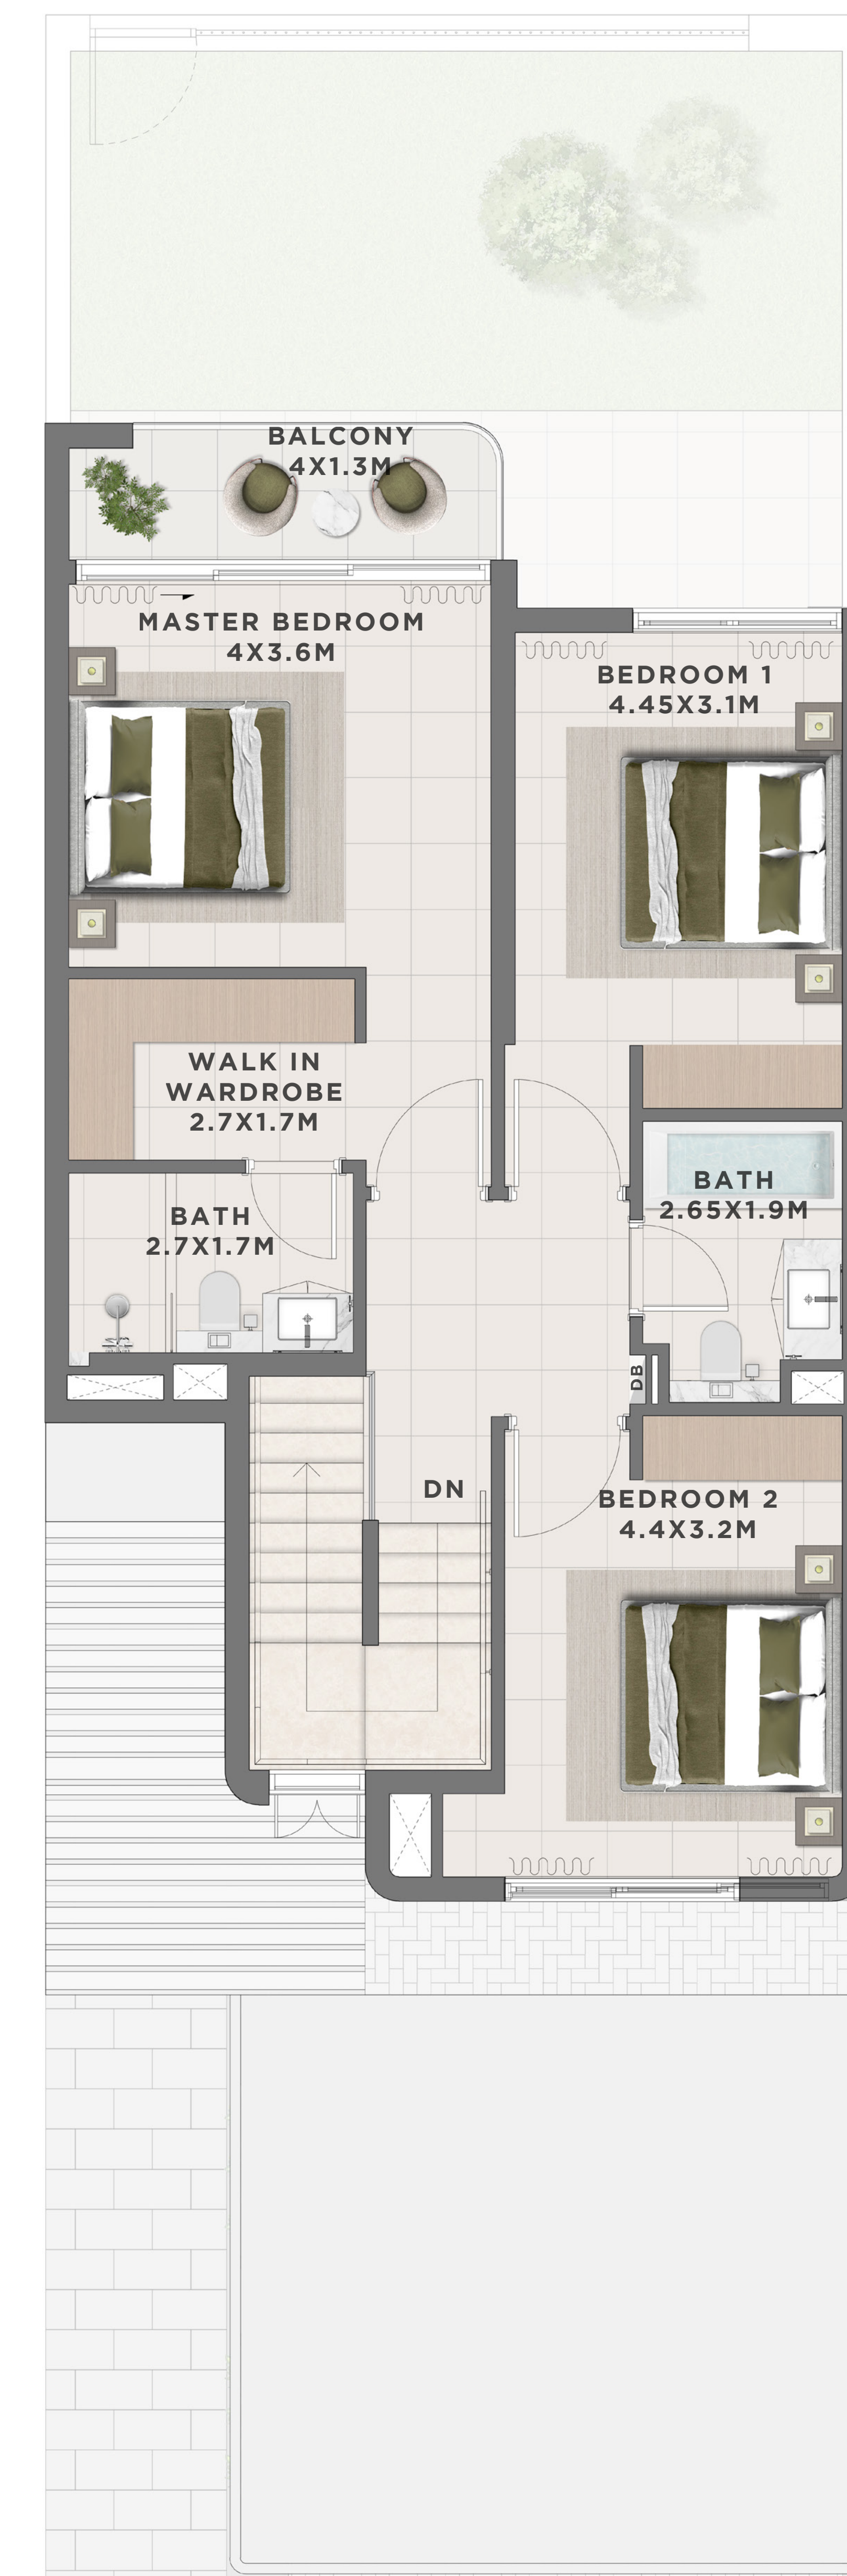 BALCONY
4X1.3M
MASTER BEDROOM
4X3.6M
BEDROOM 1
4.45X3.1M
WALK IN
WARDROBE
2.7X1.7M
BATH
2.65X1.9M
BATH
2.7X1.7M
DB
DN
BEDROOM 2
4.4X3.2M